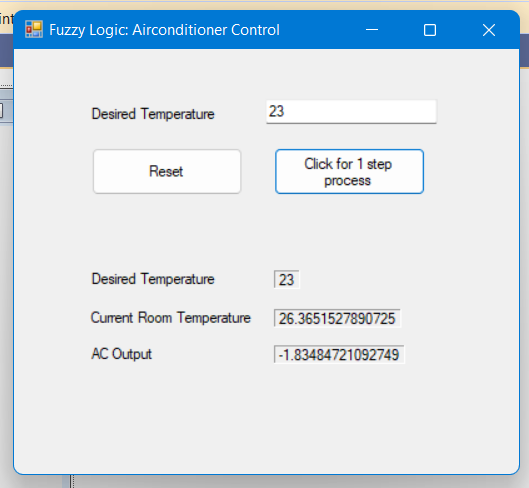 Fuzzy Logic: Airconditioner Control
Desired Temperature 23
Reset
Click for 1 step
process
Desired Temperature 23
Current Room Temperature 26.3651527890725
AC Output -1.83484721092749